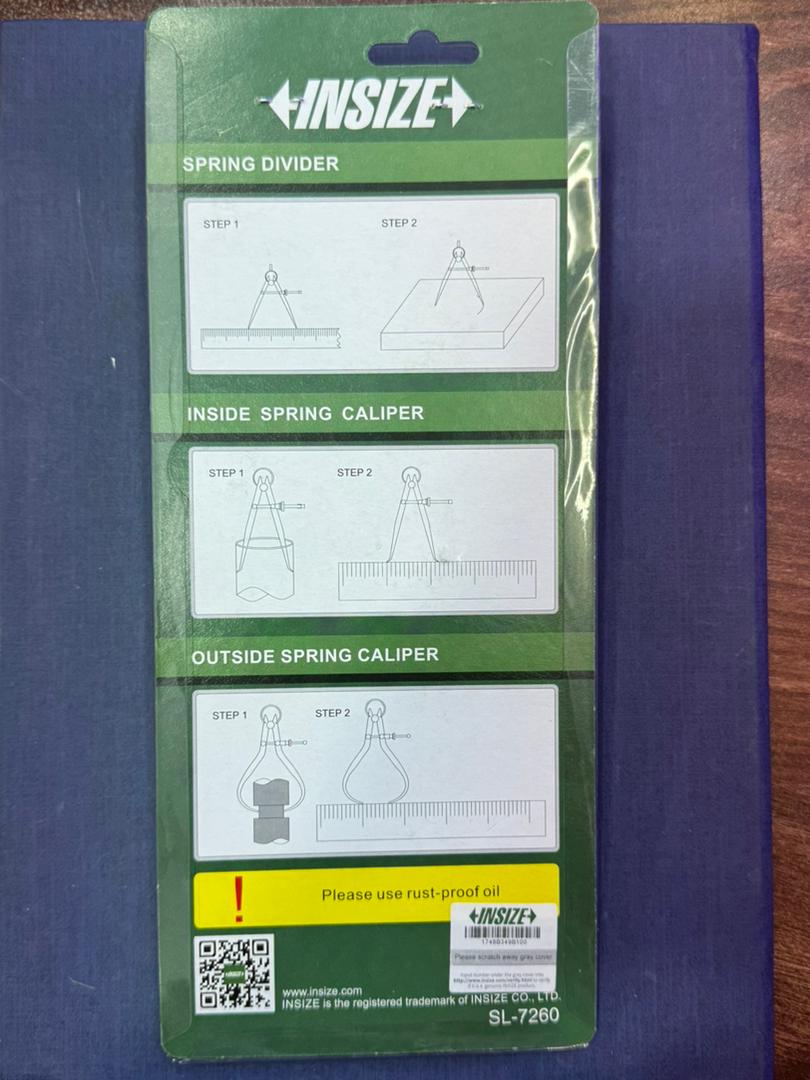 INSIZE
SPRING DIVIDER
STEP 1
STEP 2
INSIDE SPRING CALIPER
STEP 1
STEP 2
OUTSIDE SPRING CALIPER
STEP 1
STEP 2
!
Please use rust-proof oil
INSIZE
Please scratch away gray cover
INSIZE
www.insize.com
INSIZE is the registered trademark of INSIZE CO., LTD.
SL-7260